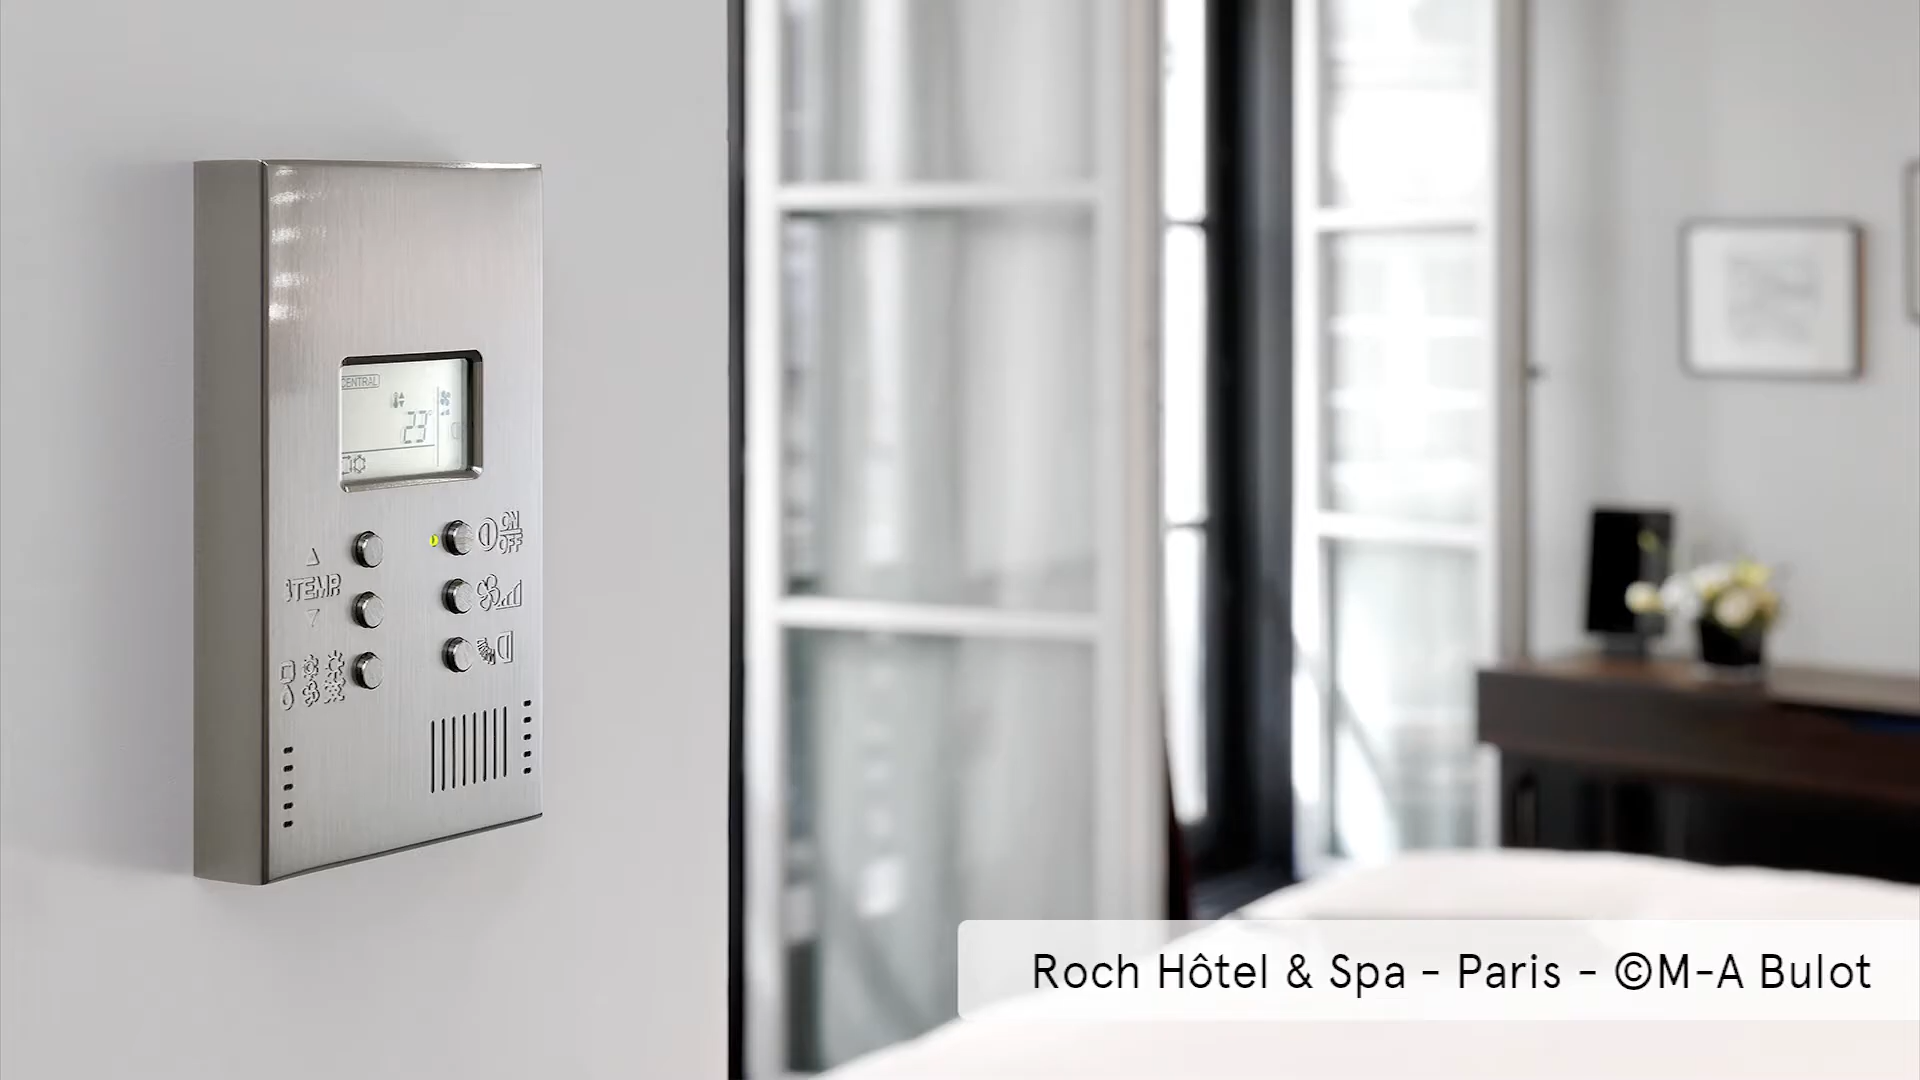 CENTRAL
23°
ON
OFF
TEMP.
Roch Hôtel & Spa - Paris - ©M-A Bulot